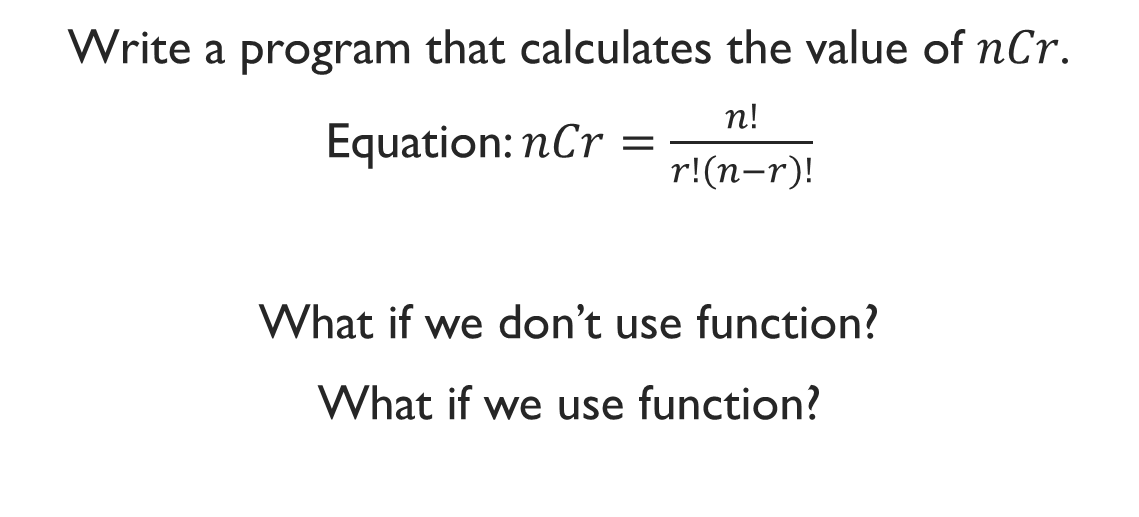 Write a program that calculates the value of nCr.
Equation: nCr = n! / r!(n−r)!
What if we don’t use function?
What if we use function?